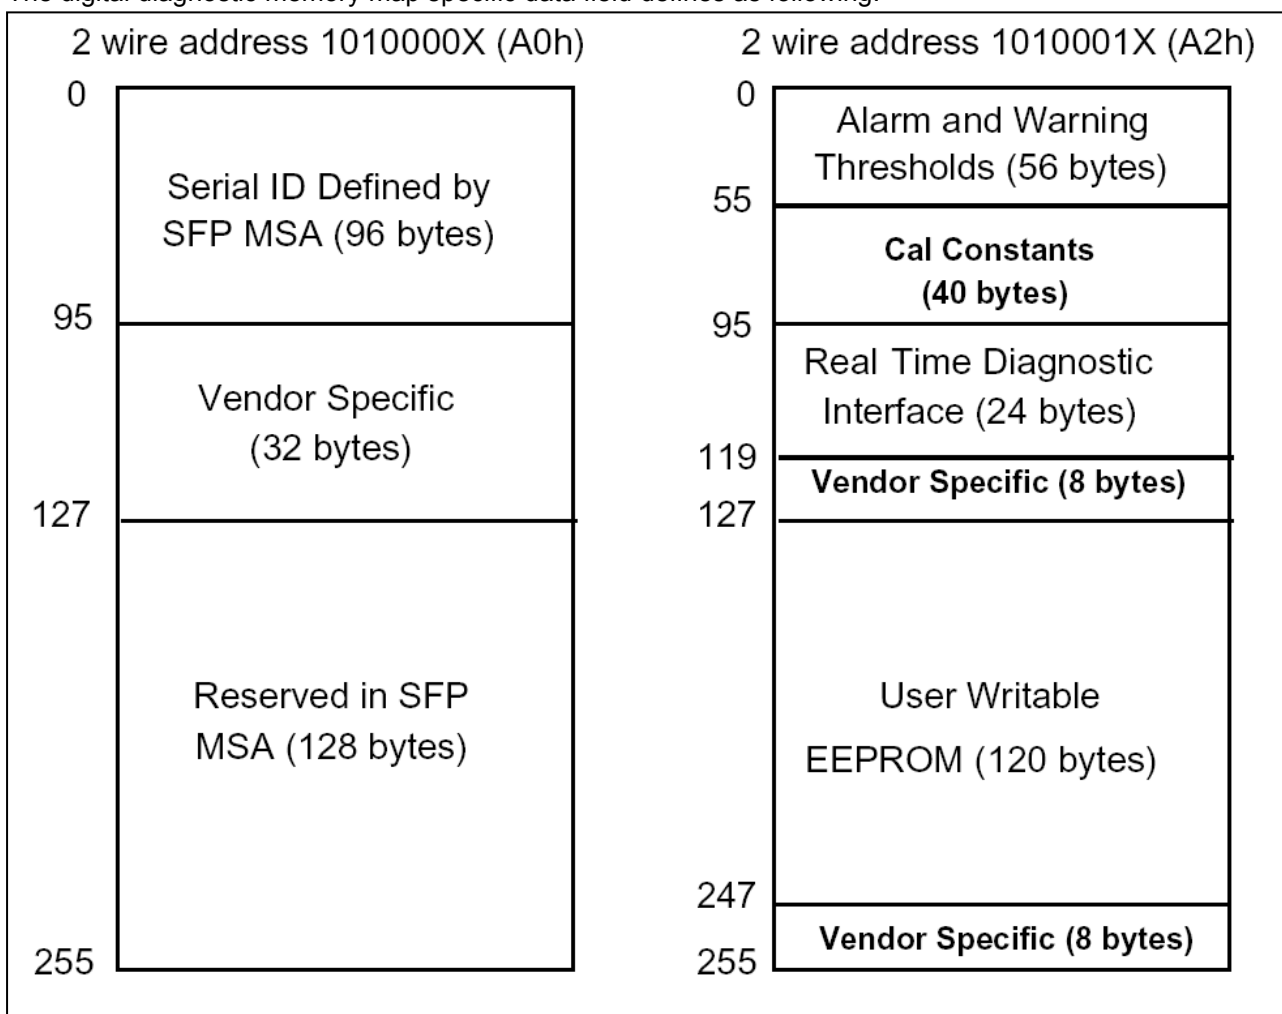 The digital diagnostic memory map specific data field defines as following.
2 wire address 1010000X (A0h)
0
Serial ID Defined by
SFP MSA (96 bytes)
95
Vendor Specific
(32 bytes)
127
Reserved in SFP
MSA (128 bytes)
255
2 wire address 1010001X (A2h)
0
Alarm and Warning
Thresholds (56 bytes)
55
Cal Constants
(40 bytes)
95
Real Time Diagnostic
Interface (24 bytes)
119
Vendor Specific (8 bytes)
127
User Writable
EEPROM (120 bytes)
247
Vendor Specific (8 bytes)
255